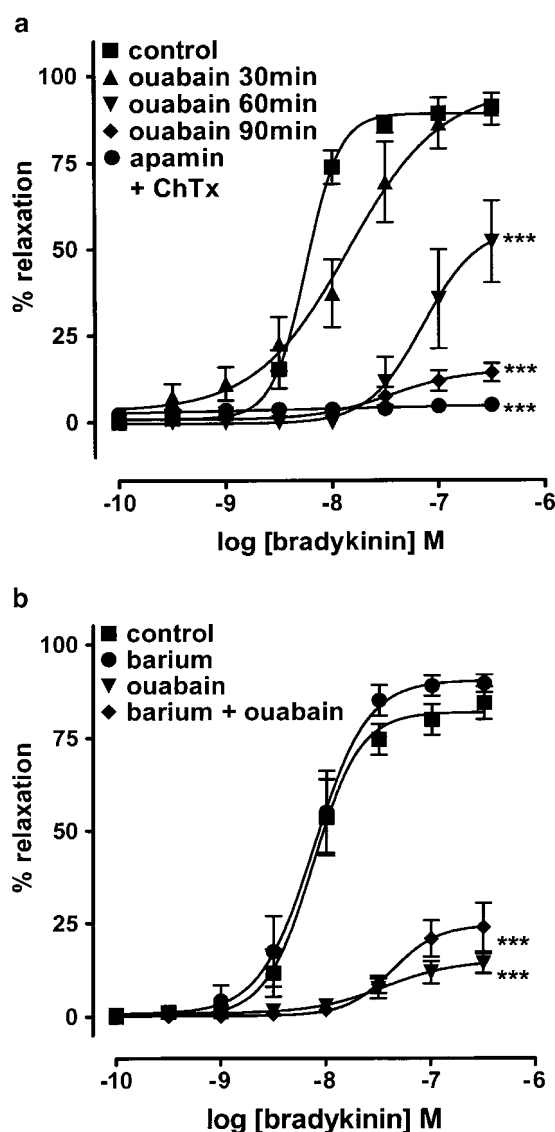 a
control
ouabain 30min
ouabain 60min
ouabain 90min
apamin
+ ChTx
100
75
50
25
0
% relaxation
***
***
***
-10
-9
-8
-7
-6
log [bradykinin] M
b
control
barium
ouabain
barium + ouabain
100
75
50
25
0
% relaxation
***
***
-10
-9
-8
-7
-6
log [bradykinin] M